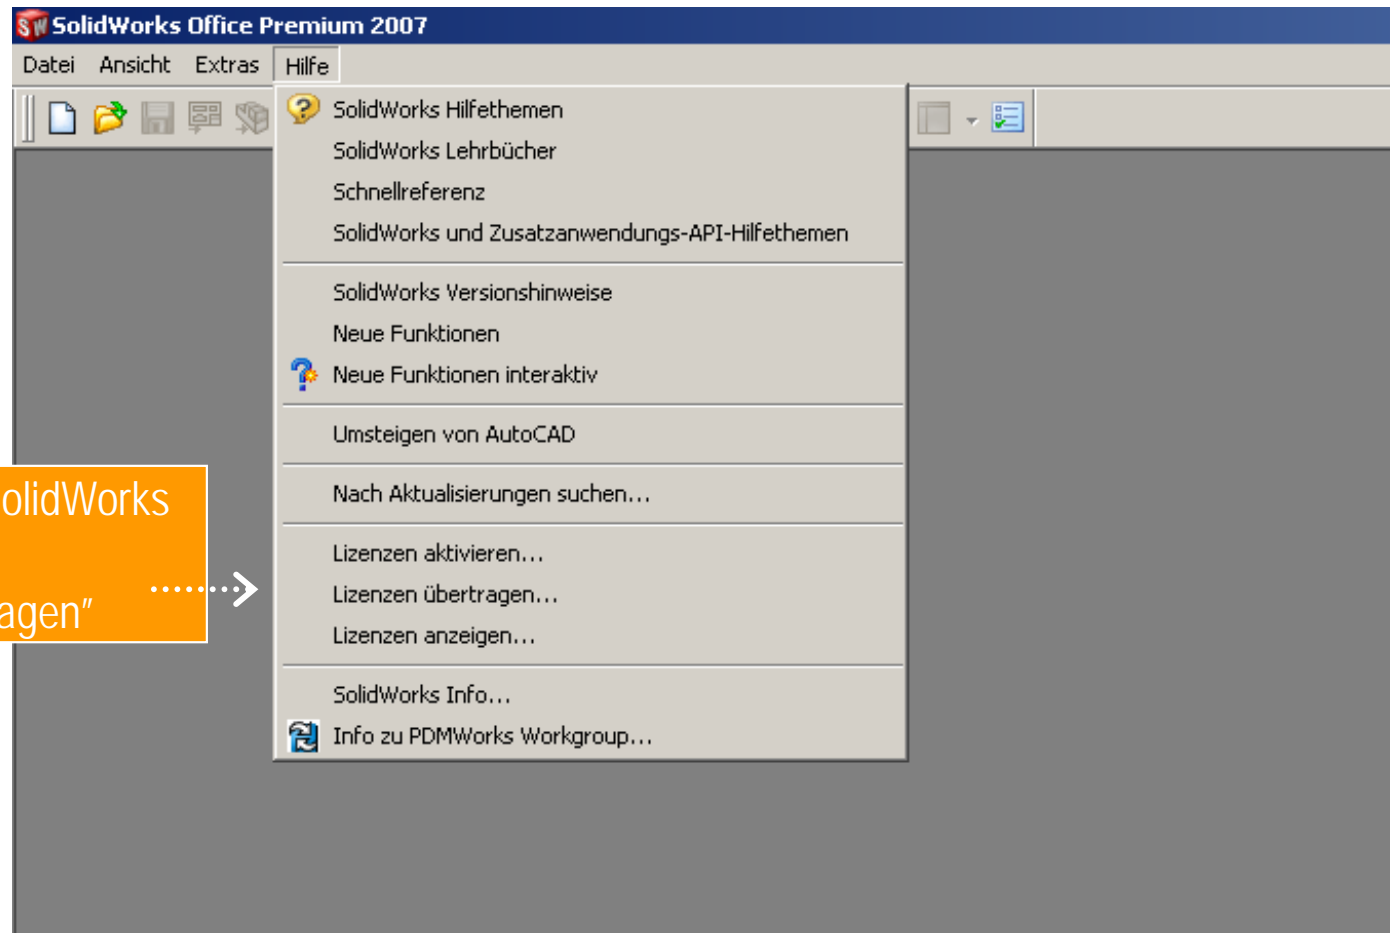 SolidWorks Office Premium 2007
Datei Ansicht Extras Hilfe
SolidWorks Hilfethemen
SolidWorks Lehrbücher
Schnellreferenz
SolidWorks und Zusatzanwendungs-API-Hilfethemen
SolidWorks Versionshinweise
Neue Funktionen
Neue Funktionen interaktiv
Umsteigen von AutoCAD
Nach Aktualisierungen suchen...
Lizenzen aktivieren...
Lizenzen übertragen...
Lizenzen anzeigen...
SolidWorks Info...
Info zu PDMWorks Workgroup...
olidWorks
agen"